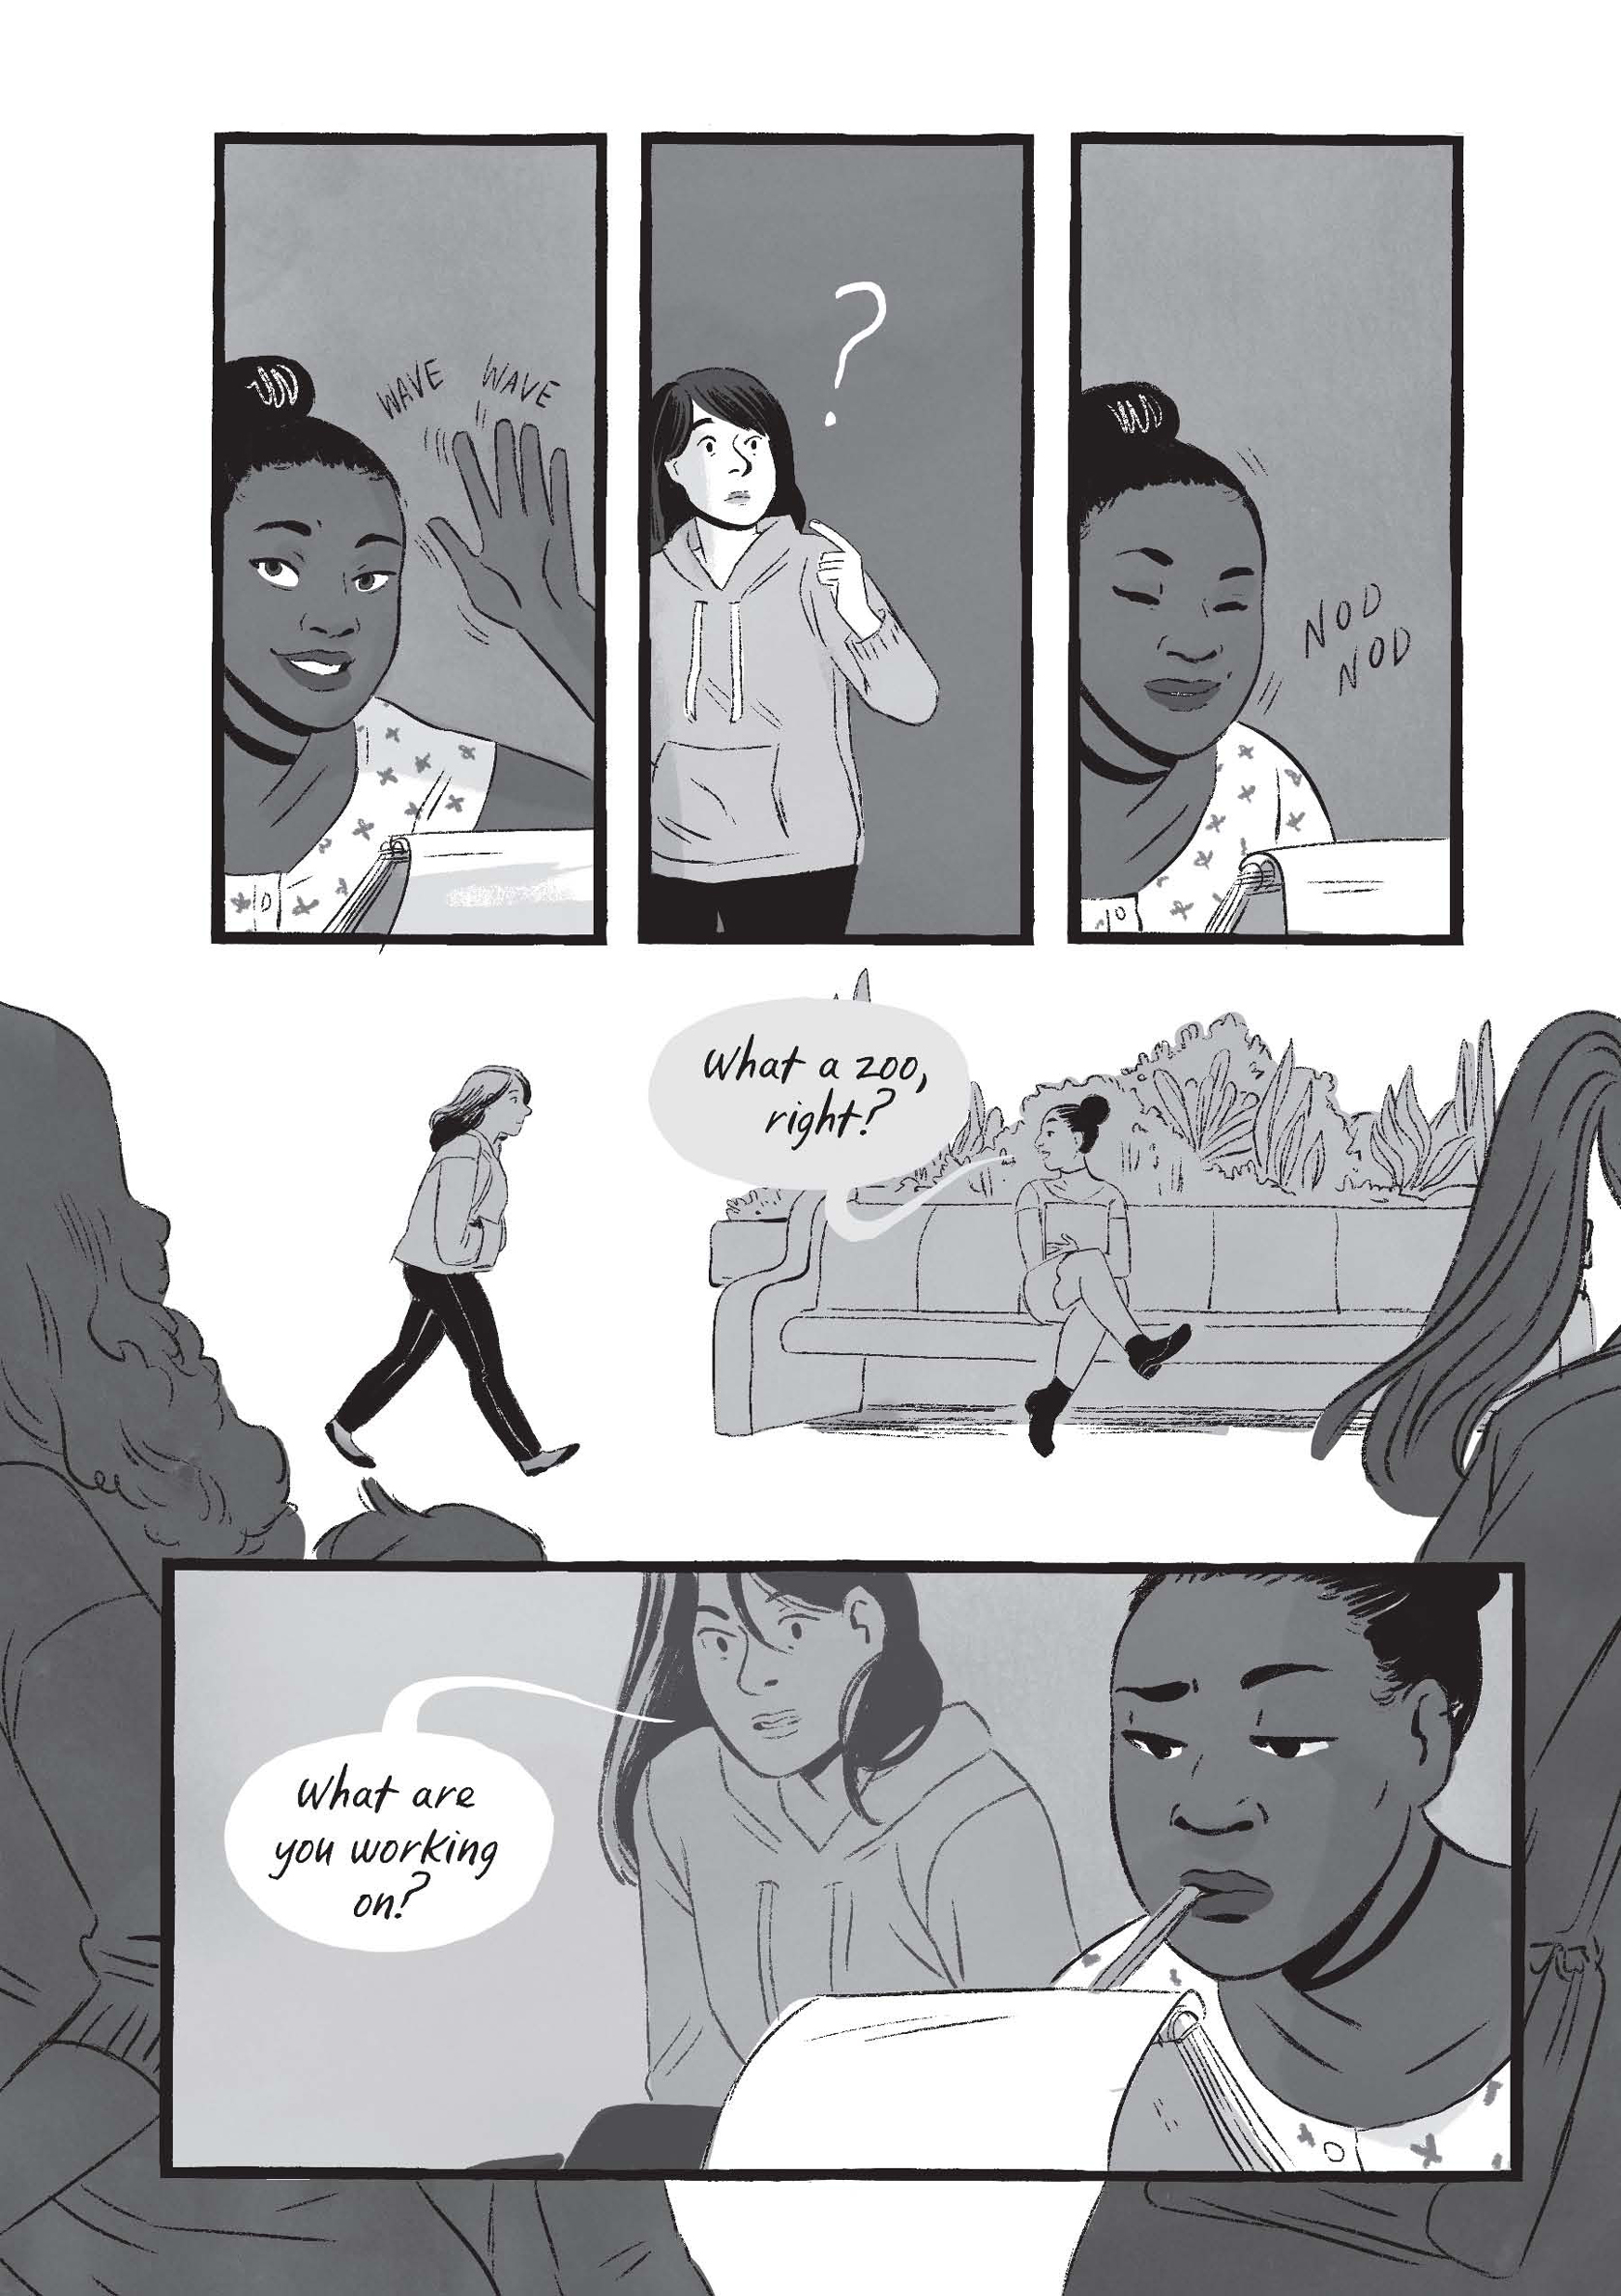 WAVE WAVE
?
NOD
NOD
What a zoo,
right?
What are
you working
on?